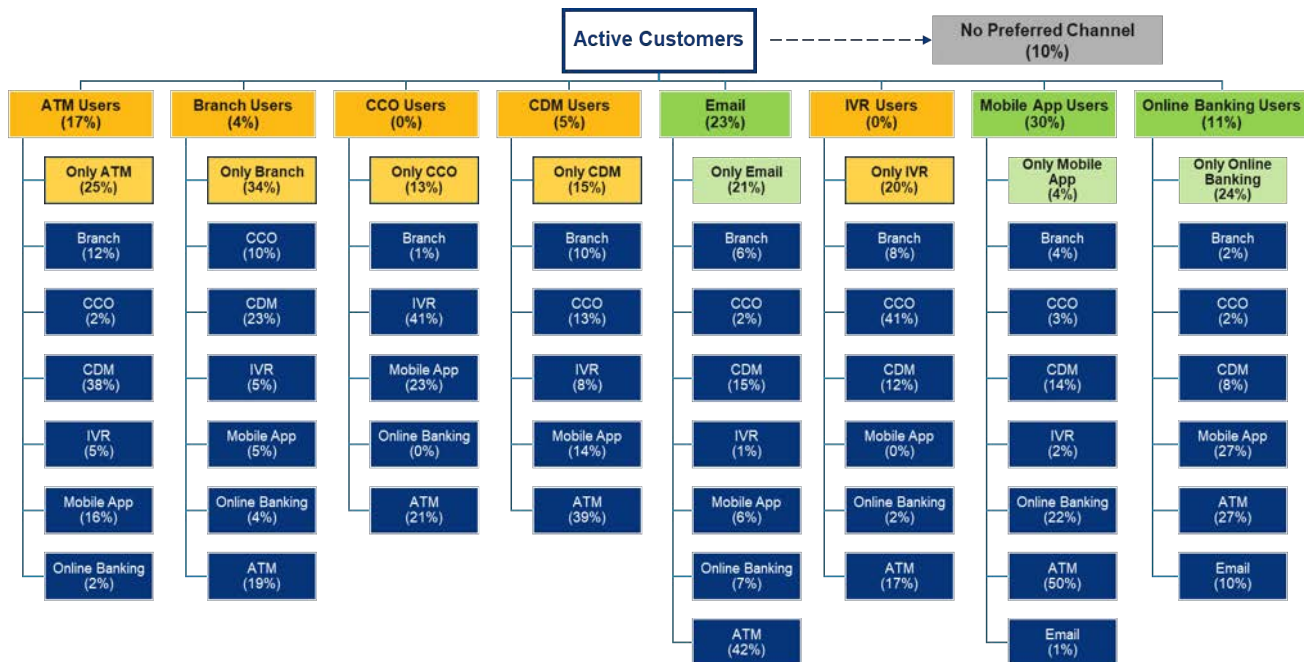 Active Customers
No Preferred Channel
(10%)
ATM Users
(17%)
Only ATM
(25%)
Branch
(12%)
CCO
(2%)
CDM
(38%)
IVR
(5%)
Mobile App
(16%)
Online Banking
(2%)
Branch Users
(4%)
Only Branch
(34%)
CCO
(10%)
CDM
(23%)
IVR
(5%)
Mobile App
(5%)
Online Banking
(4%)
ATM
(19%)
CCO Users
(0%)
Only CCO
(13%)
Branch
(1%)
IVR
(41%)
Mobile App
(23%)
Online Banking
(0%)
ATM
(21%)
CDM Users
(5%)
Only CDM
(15%)
Branch
(10%)
CCO
(13%)
IVR
(8%)
Mobile App
(14%)
ATM
(39%)
Email
(23%)
Only Email
(21%)
Branch
(6%)
CCO
(2%)
CDM
(15%)
IVR
(1%)
Mobile App
(6%)
Online Banking
(7%)
ATM
(42%)
IVR Users
(0%)
Only IVR
(20%)
Branch
(8%)
CCO
(41%)
CDM
(12%)
Mobile App
(0%)
Online Banking
(2%)
ATM
(17%)
Mobile App Users
(30%)
Only Mobile
App
(4%)
Branch
(4%)
CCO
(3%)
CDM
(14%)
IVR
(2%)
Online Banking
(22%)
ATM
(50%)
Email
(1%)
Online Banking Users
(11%)
Only Online
Banking
(24%)
Branch
(2%)
CCO
(2%)
CDM
(8%)
Mobile App
(27%)
ATM
(27%)
Email
(10%)